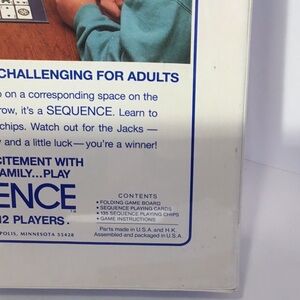 CHALLENGING FOR ADULTS
on a corresponding space on the
row, it's a SEQUENCE. Learn to
chips. Watch out for the Jacks —
and a little luck — you're a winner!
CITEMENT WITH
FAMILY...PLAY
ENCE
12 PLAYERS.
CONTENTS
• FOLDING GAME BOARD
• SEQUENCE PLAYING CARDS
• 135 SEQUENCE PLAYING CHIPS
• GAME INSTRUCTIONS
POLIS, MINNESOTA 55428
Parts made in U.S.A. and H.K.
Assembled and packaged in U.S.A.